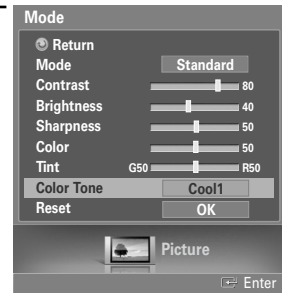 Mode
Return
Mode Standard
Contrast 80
Brightness 40
Sharpness 50
Color 50
Tint G50 R50
Color Tone Cool1
Reset OK
Picture
Enter